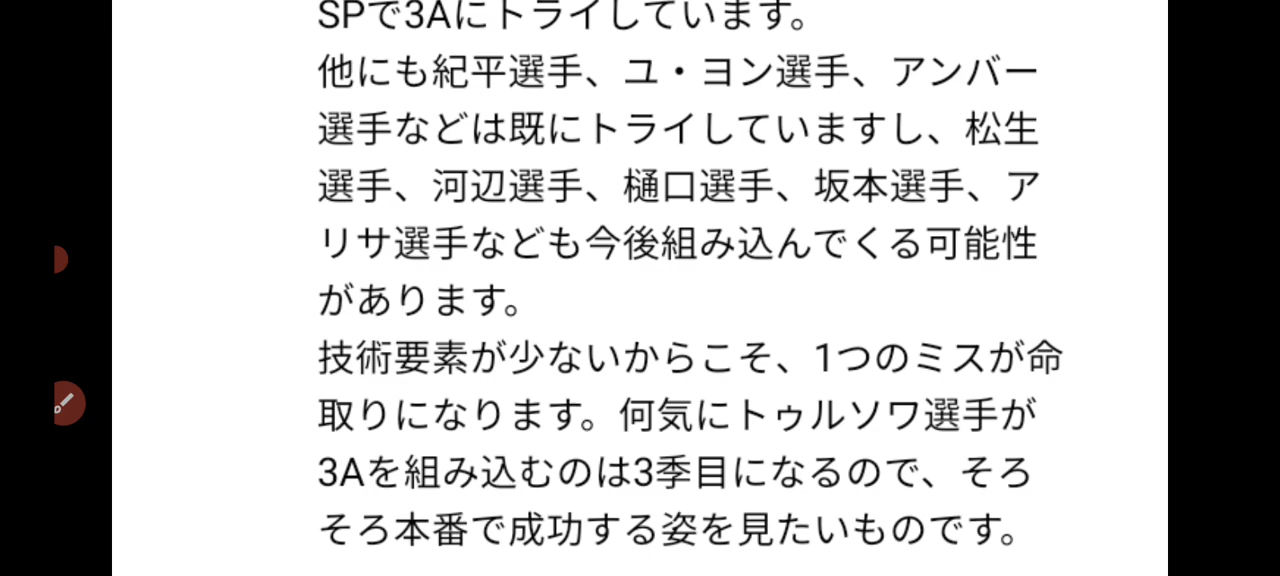 SPで3Aにトライしています。
他にも紀平選手、ユ・ヨン選手、アンバー
選手などは既にトライしていますし、松生
選手、河辺選手、樋口選手、坂本選手、ア
リサ選手なども今後組み込んでくる可能性
があります。
技術要素が少ないからこそ、1つのミスが命
取りになります。何気にトゥルソワ選手が
3Aを組み込むのは3季目になるので、そろ
そろ本番で成功する姿を見たいものです。